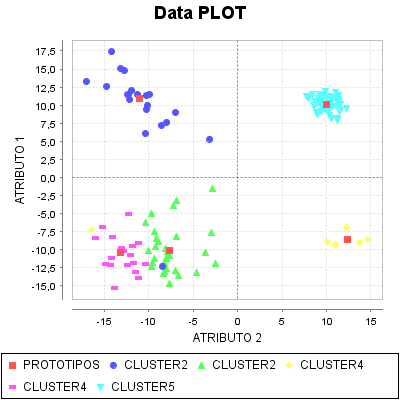 Data PLOT
17,5
15,0
12,5
10,0
7,5
5,0
2,5
0,0
-2,5
-5,0
-7,5
-10,0
-12,5
-15,0
ATRIBUTO 1
-15 -10 -5 0 5 10 15
ATRIBUTO 2
PROTOTIPOS CLUSTER2 CLUSTER2 CLUSTER4
CLUSTER4 CLUSTER5